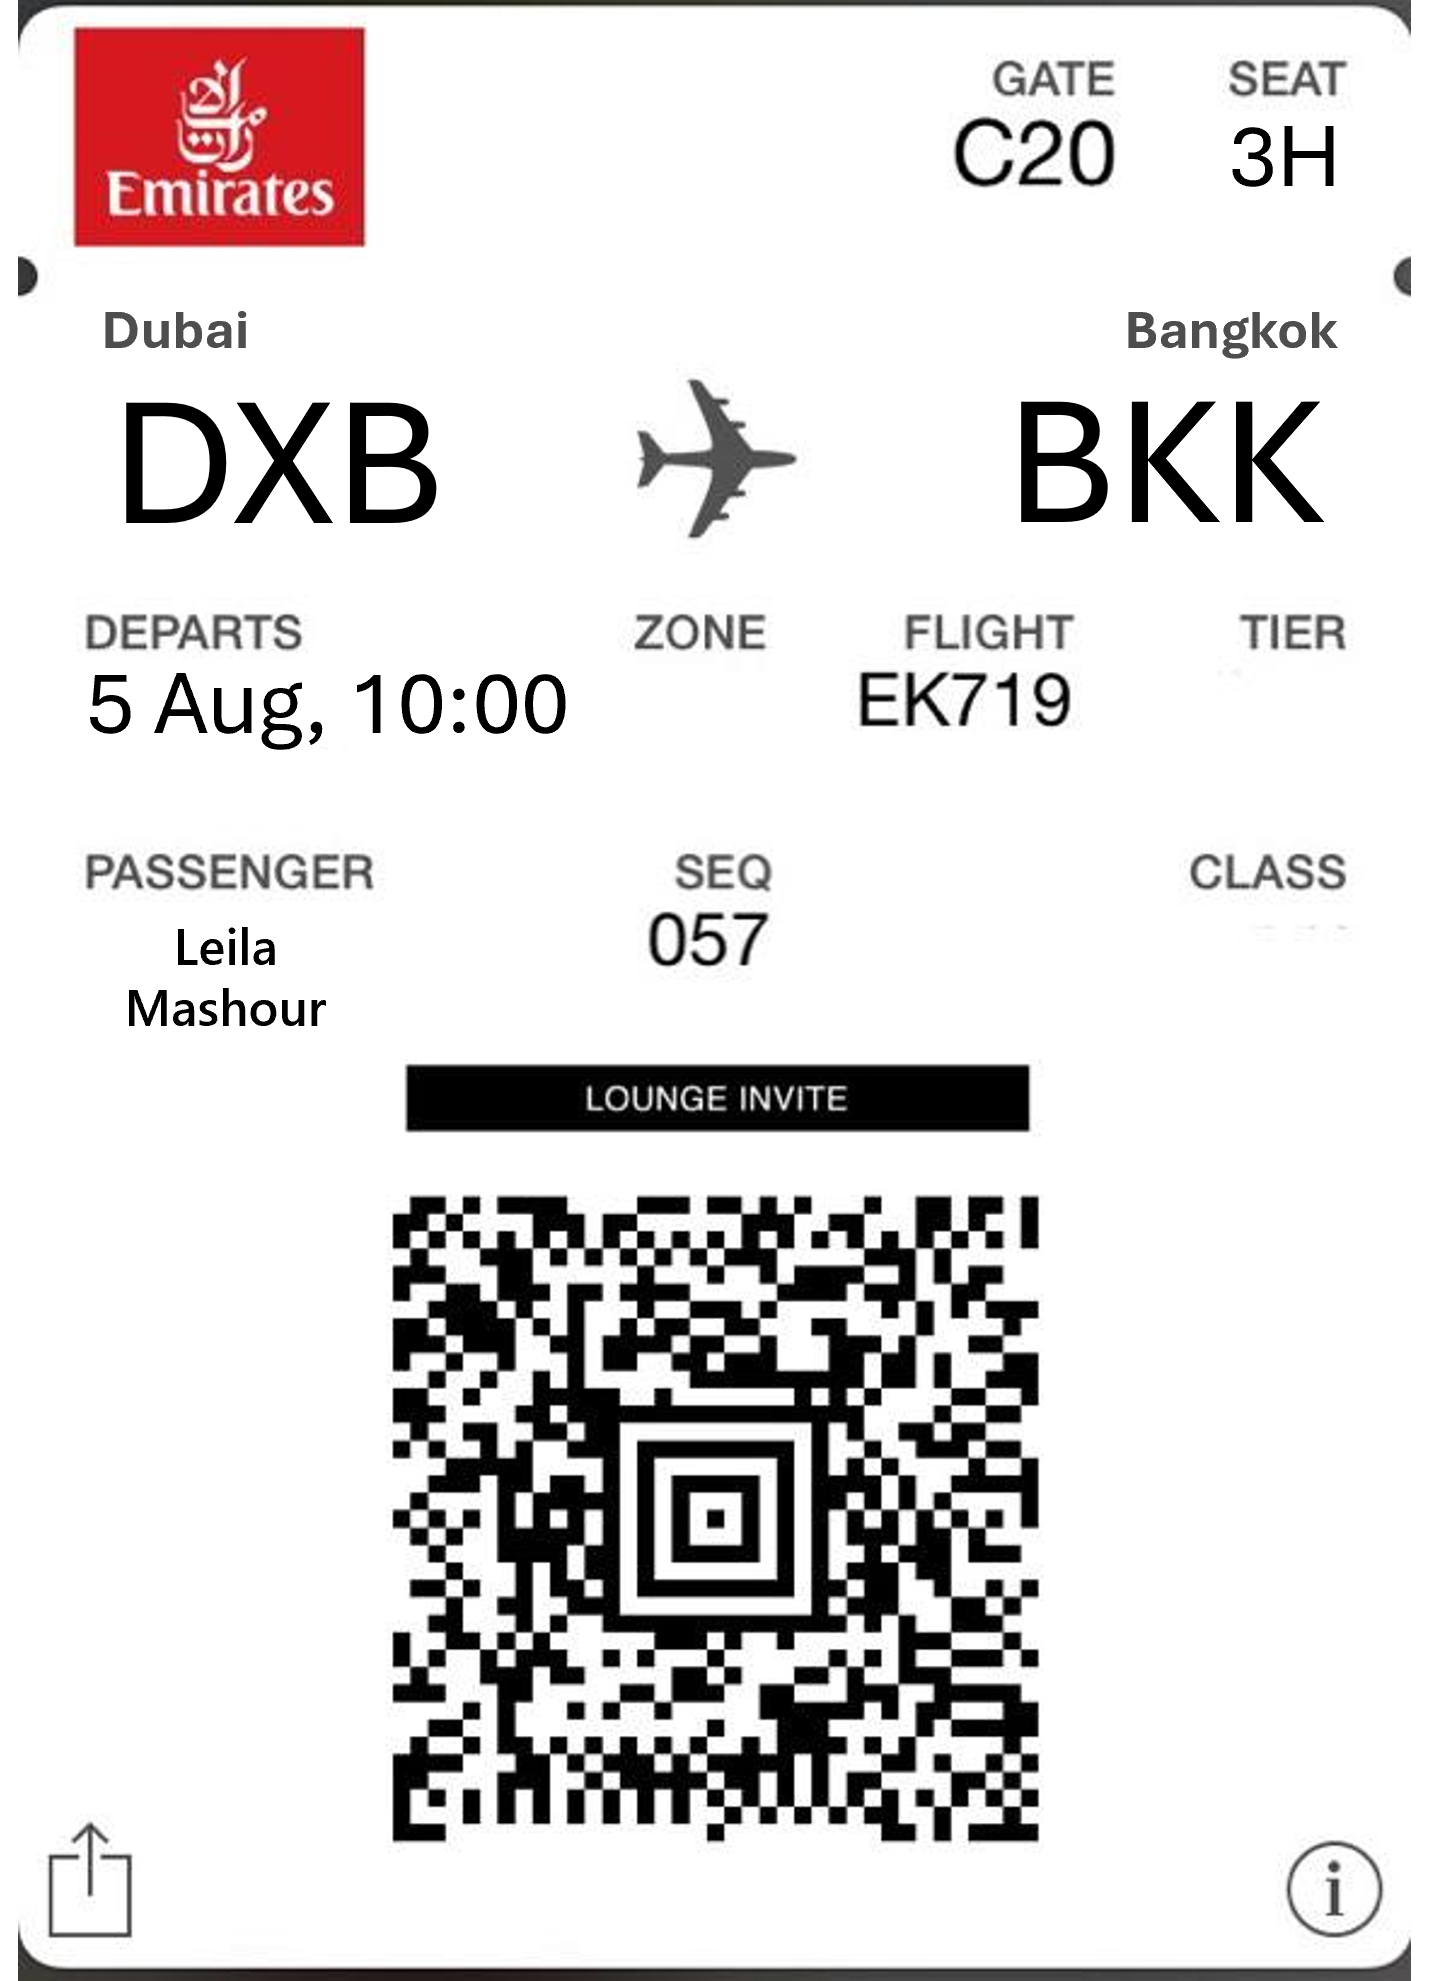 امارات
Emirates
GATE SEAT
C20 3H
Dubai Bangkok
DXB BKK
DEPARTS ZONE FLIGHT TIER
5 Aug, 10:00 EK719
PASSENGER SEQ CLASS
Leila 057
Mashour
LOUNGE INVITE
i